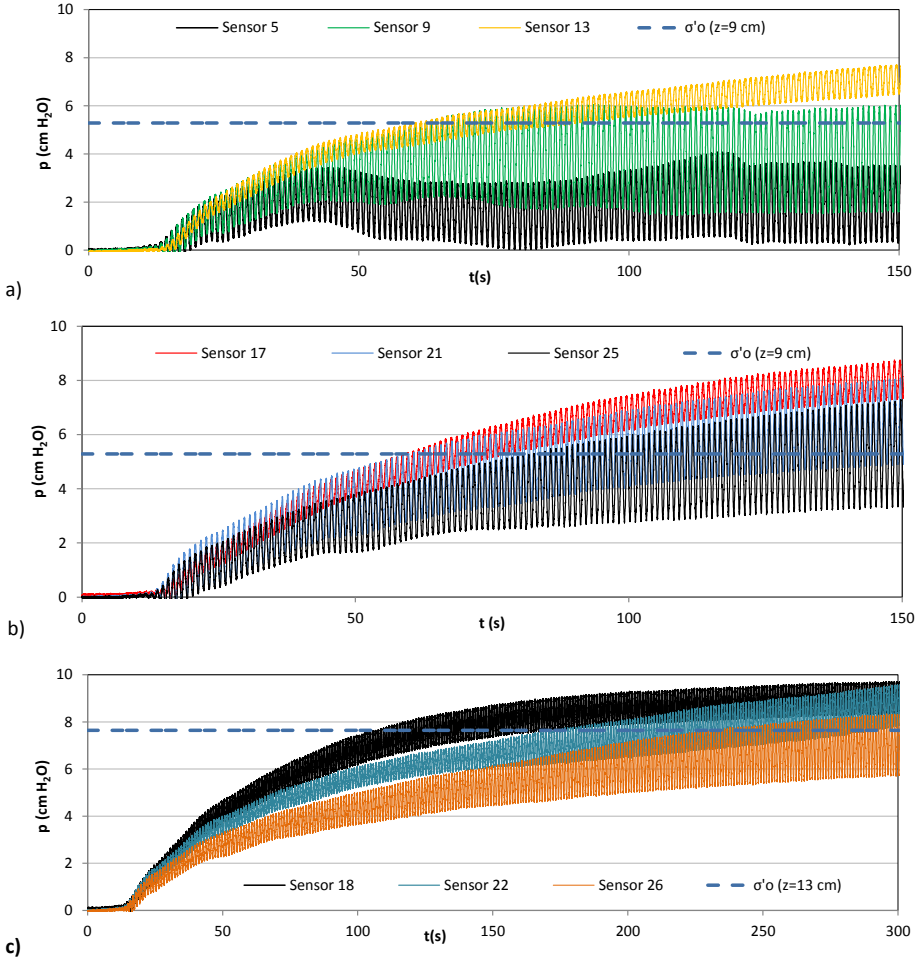 10
Sensor 5 Sensor 9 Sensor 13 σ'o (z=9 cm)
8
6
p (cm H₂O)
4
2
0
0 50 100 150
t(s)
a)
10
Sensor 17 Sensor 21 Sensor 25 σ'o (z=9 cm)
8
6
p (cm H₂O)
4
2
0
0 50 100 150
t (s)
b)
10
8
6
p (cm H₂O)
4
2
Sensor 18 Sensor 22 Sensor 26 σ'o (z=13 cm)
0
0 50 100 150 200 250 300
t(s)
c)